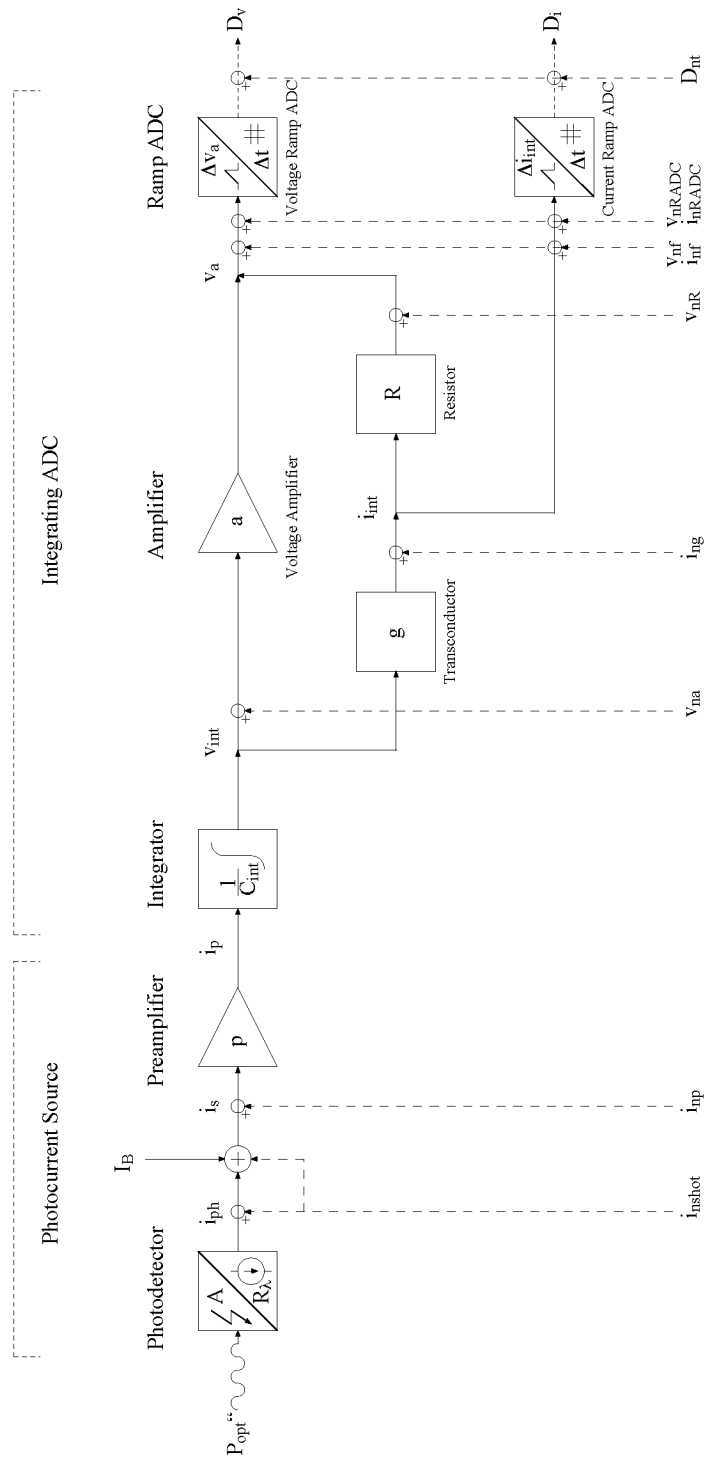 Photocurrent Source
Integrating ADC
Photodetector
Preamplifier
Integrator
Amplifier
Ramp ADC
I_B
P_opt“
A
R_λ
i_ph
i_s
p
i_p
1
C_int
v_int
a
Voltage Amplifier
v_a
Δv_a
Δt
Voltage Ramp ADC
D_v
g
Transconductor
i_int
R
Resistor
Δi_int
Δt
Current Ramp ADC
D_i
i_nshot
i_np
v_na
i_ng
v_nR
v_nf
i_nf
v_nRADC
i_nRADC
D_nt